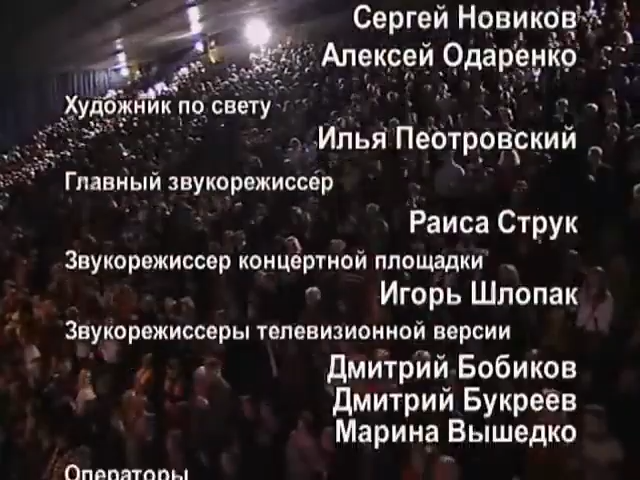 Сергей Новиков
Алексей Одаренко
Художник по свету
Илья Пеотровский
Главный звукорежиссер
Раиса Струк
Звукорежиссер концертной площадки
Игорь Шлопак
Звукорежиссеры телевизионной версии
Дмитрий Бобиков
Дмитрий Букреев
Марина Вышедко
Операторы